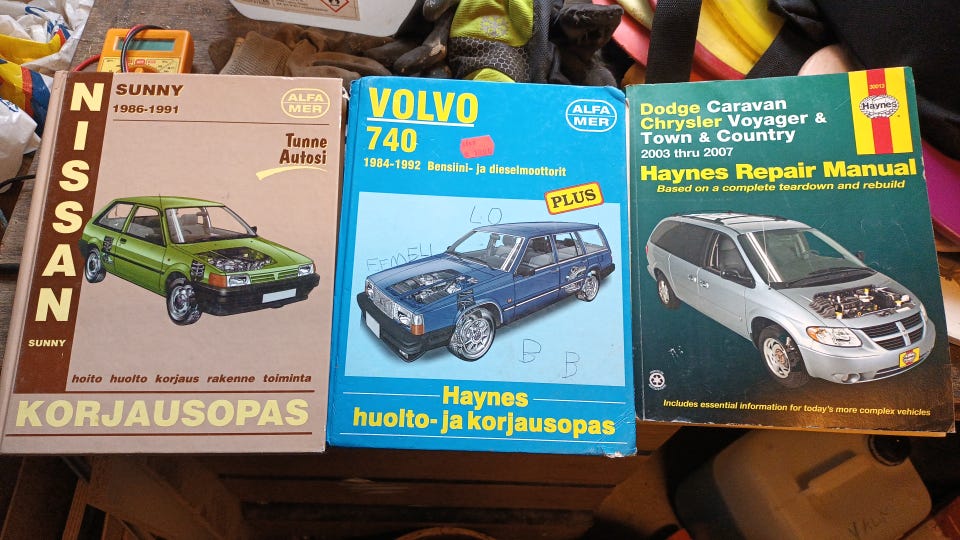 NISSAN
SUNNY
SUNNY
1986-1991
ALFA
MER
Tunne
Autosi
hoito huolto korjaus rakenne toiminta
KORJAUSOPAS
VOLVO
740
ALFA
MER
1984-1992 Bensiini- ja dieselmoottorit
PLUS
LO
B B
Haynes
huolto- ja korjausopas
Dodge Caravan
Chrysler Voyager &
Town & Country
2003 thru 2007
30013
Haynes
Haynes Repair Manual
Based on a complete teardown and rebuild
Includes essential information for today's more complex vehicles